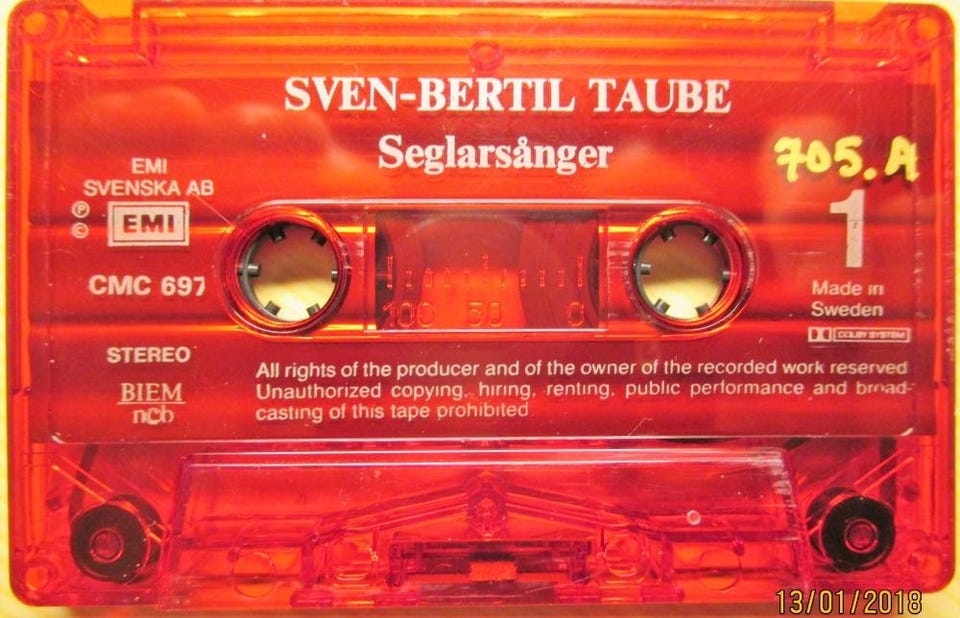 SVEN-BERTIL TAUBE
Seglarsånger
705.A
EMI
SVENSKA AB
Ⓟ
©
EMI
1
CMC 697
Made in
Sweden
DOLBY SYSTEM
100 50 0
STEREO
BIEM
ncb
All rights of the producer and of the owner of the recorded work reserved
Unauthorized copying, hiring, renting, public performance and broad-
casting of this tape prohibited
13/01/2018